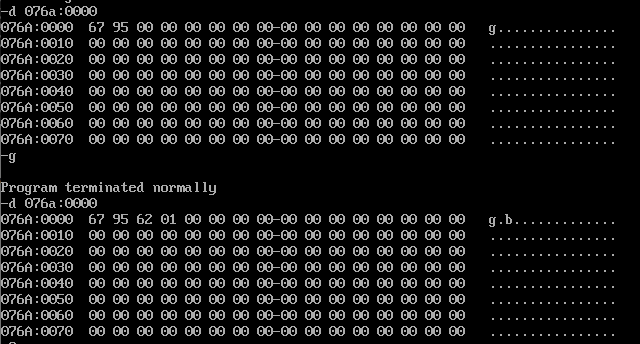 -d 076a:0000
076A:0000 67 95 00 00 00 00 00 00-00 00 00 00 00 00 00 00 g...............
076A:0010 00 00 00 00 00 00 00 00-00 00 00 00 00 00 00 00 ................
076A:0020 00 00 00 00 00 00 00 00-00 00 00 00 00 00 00 00 ................
076A:0030 00 00 00 00 00 00 00 00-00 00 00 00 00 00 00 00 ................
076A:0040 00 00 00 00 00 00 00 00-00 00 00 00 00 00 00 00 ................
076A:0050 00 00 00 00 00 00 00 00-00 00 00 00 00 00 00 00 ................
076A:0060 00 00 00 00 00 00 00 00-00 00 00 00 00 00 00 00 ................
076A:0070 00 00 00 00 00 00 00 00-00 00 00 00 00 00 00 00 ................
-g
Program terminated normally
-d 076a:0000
076A:0000 67 95 62 01 00 00 00 00-00 00 00 00 00 00 00 00 g.b.............
076A:0010 00 00 00 00 00 00 00 00-00 00 00 00 00 00 00 00 ................
076A:0020 00 00 00 00 00 00 00 00-00 00 00 00 00 00 00 00 ................
076A:0030 00 00 00 00 00 00 00 00-00 00 00 00 00 00 00 00 ................
076A:0040 00 00 00 00 00 00 00 00-00 00 00 00 00 00 00 00 ................
076A:0050 00 00 00 00 00 00 00 00-00 00 00 00 00 00 00 00 ................
076A:0060 00 00 00 00 00 00 00 00-00 00 00 00 00 00 00 00 ................
076A:0070 00 00 00 00 00 00 00 00-00 00 00 00 00 00 00 00 ................